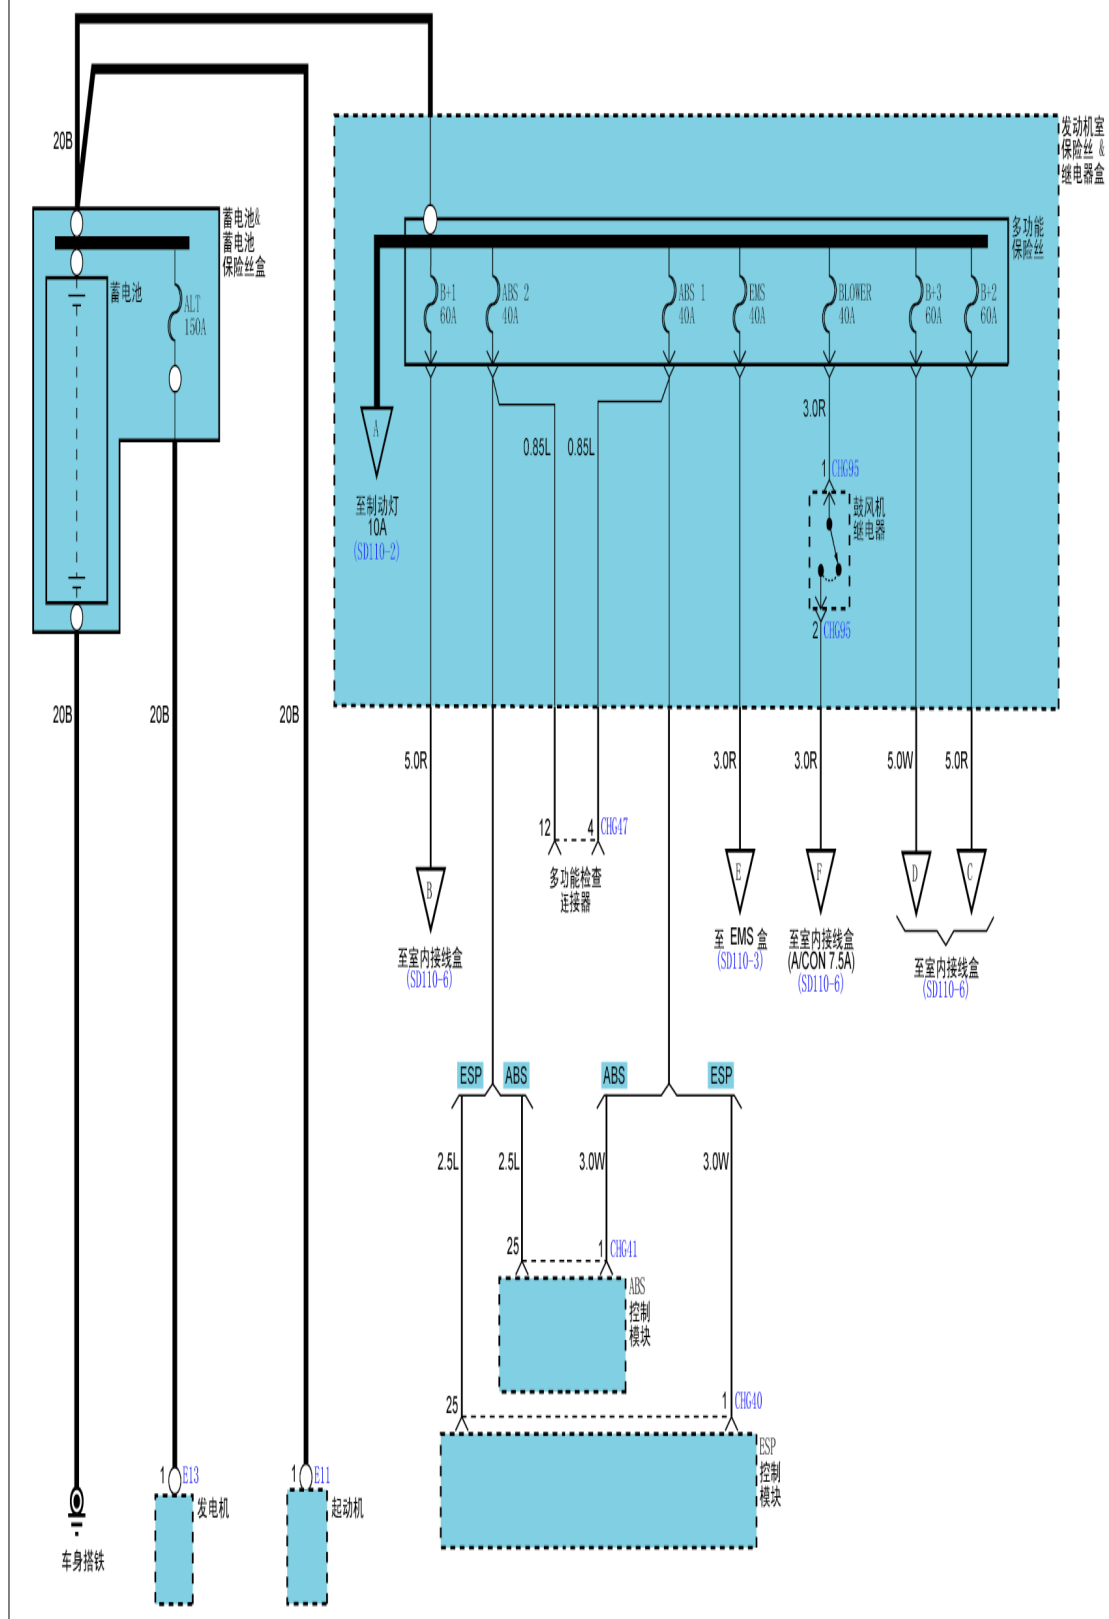 20B
发动机室
保险丝 &
继电器盒
蓄电池&
蓄电池
保险丝盒
多功能
保险丝
蓄电池
ALT
150A
B+1
60A
ABS 2
40A
ABS 1
40A
EMS
40A
BLOWER
40A
B+3
60A
B+2
60A
A
至制动灯
10A
(SD110-2)
0.85L
0.85L
3.0R
1
CHG95
鼓风机
继电器
2
CHG95
20B
20B
20B
5.0R
3.0R
3.0R
5.0W
5.0R
12
4
CHG47
多功能检查
连接器
B
至室内接线盒
(SD110-6)
E
至 EMS 盒
(SD110-3)
F
至室内接线盒
(A/CON 7.5A)
(SD110-6)
D
C
至室内接线盒
(SD110-6)
ESP
ABS
ABS
ESP
2.5L
2.5L
3.0W
3.0W
25
1
CHG41
ABS
控制
模块
25
1
CHG40
ESP
控制
模块
1
E13
发电机
1
E11
起动机
车身搭铁